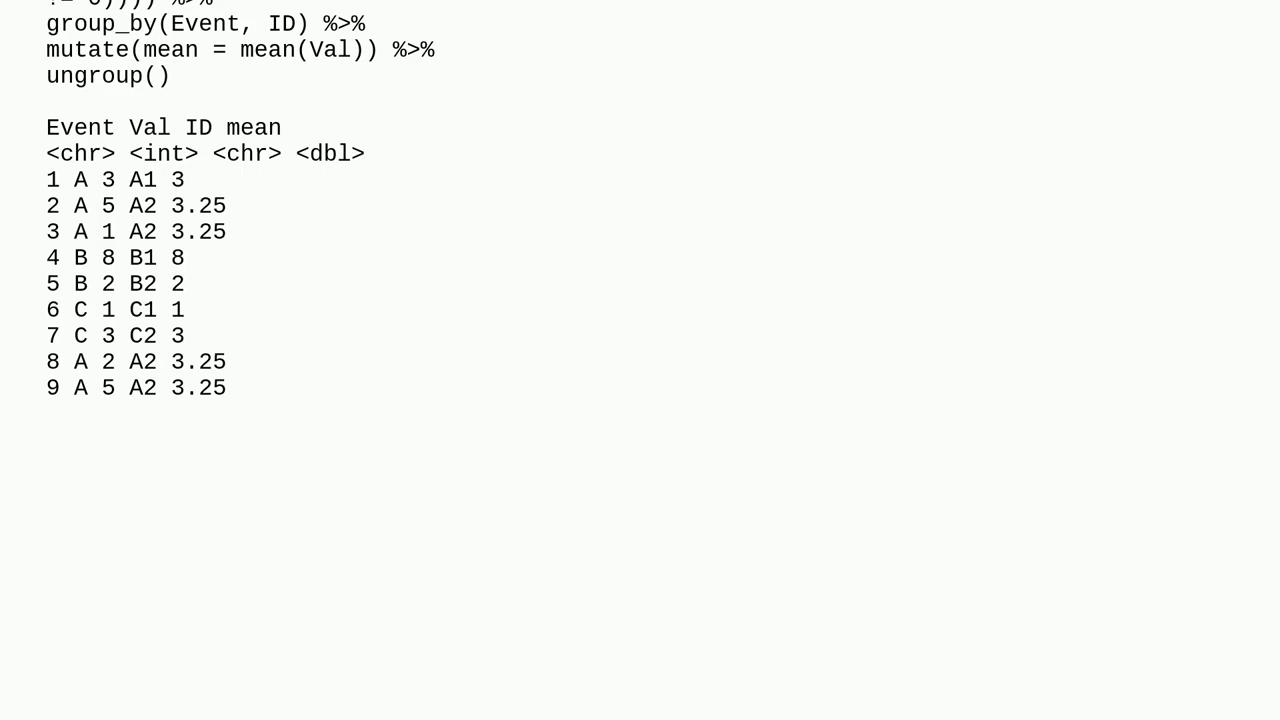 != 0)))) %>%
group_by(Event, ID) %>%
mutate(mean = mean(Val)) %>%
ungroup()

Event Val ID mean
<chr> <int> <chr> <dbl>
1 A 3 A1 3
2 A 5 A2 3.25
3 A 1 A2 3.25
4 B 8 B1 8
5 B 2 B2 2
6 C 1 C1 1
7 C 3 C2 3
8 A 2 A2 3.25
9 A 5 A2 3.25